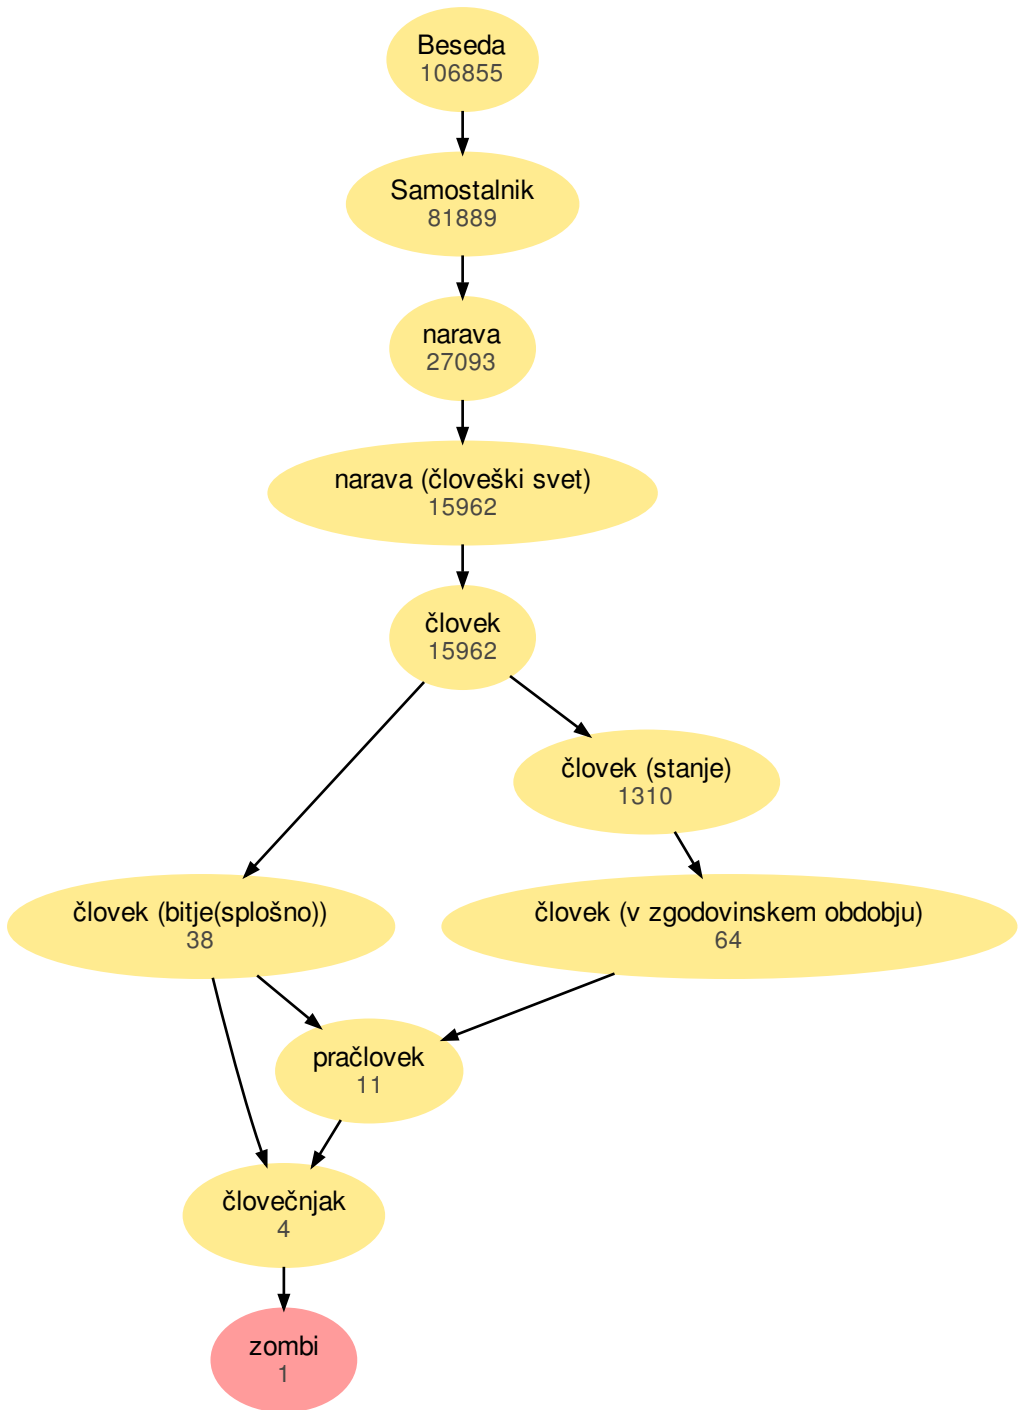 Beseda
106855
Samostalnik
81889
narava
27093
narava (človeški svet)
15962
človek
15962
človek (stanje)
1310
človek (bitje(splošno))
38
človek (v zgodovinskem obdobju)
64
pračlovek
11
človečnjak
4
zombi
1